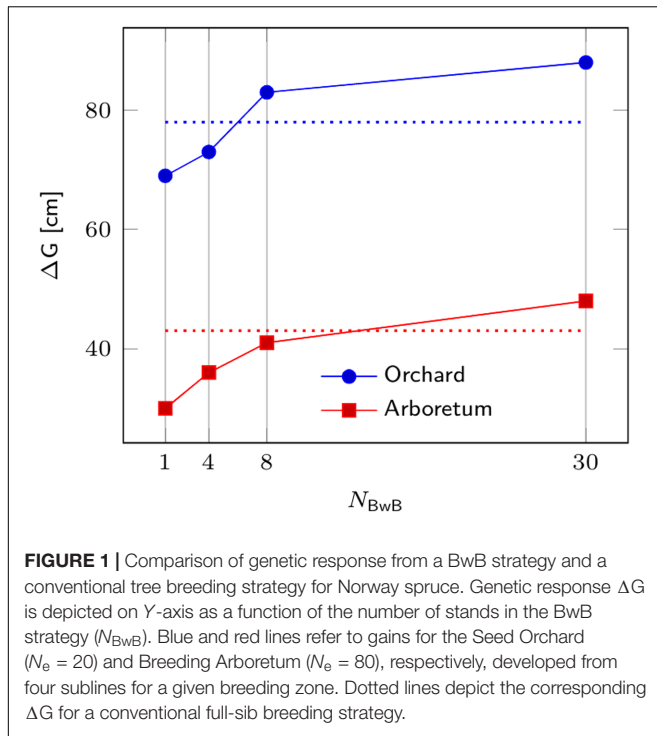 80
60
40
ΔG [cm]
Orchard
Arboretum
1 4 8 30
N_BwB
FIGURE 1 | Comparison of genetic response from a BwB strategy and a
conventional tree breeding strategy for Norway spruce. Genetic response ΔG
is depicted on Y-axis as a function of the number of stands in the BwB
strategy (N_BwB). Blue and red lines refer to gains for the Seed Orchard
(N_e = 20) and Breeding Arboretum (N_e = 80), respectively, developed from
four sublines for a given breeding zone. Dotted lines depict the corresponding
ΔG for a conventional full-sib breeding strategy.